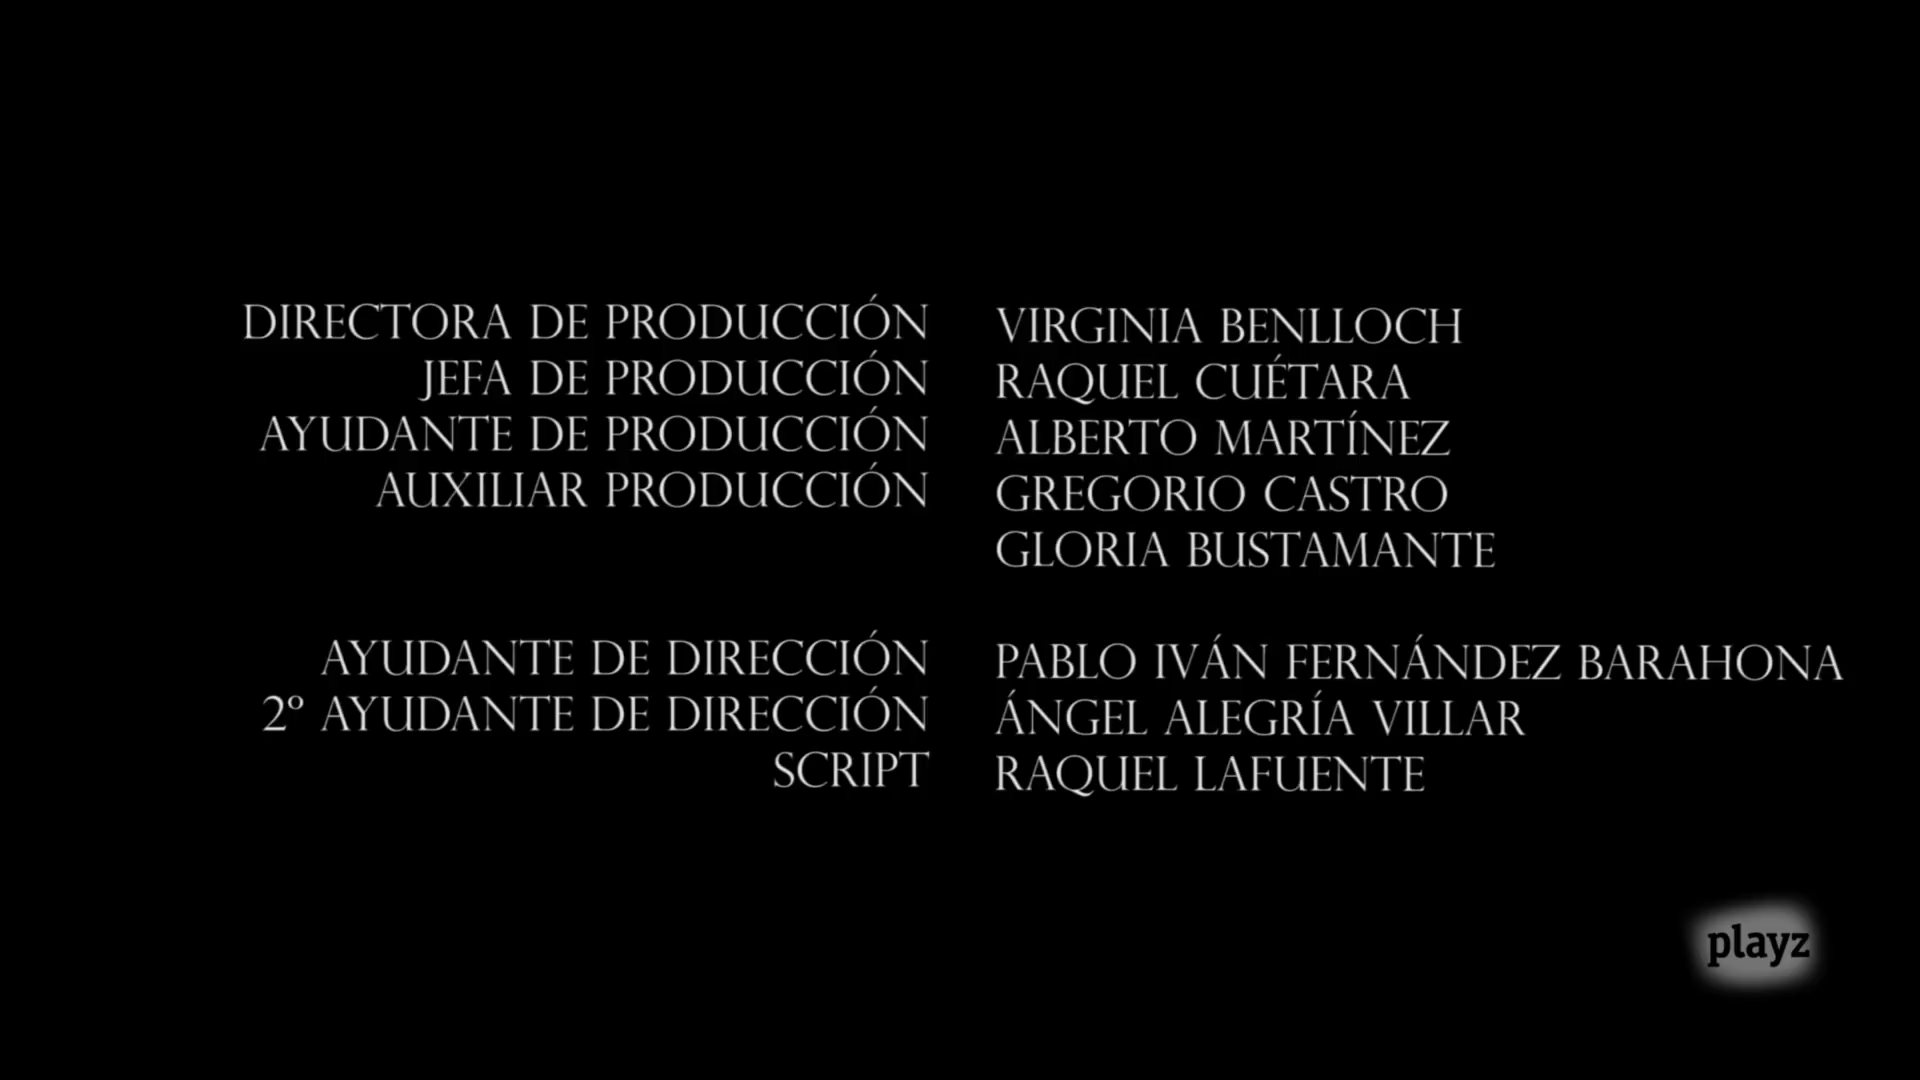 DIRECTORA DE PRODUCCIÓN VIRGINIA BENLLOCH
JEFA DE PRODUCCIÓN RAQUEL CUÉTARA
AYUDANTE DE PRODUCCIÓN ALBERTO MARTÍNEZ
AUXILIAR PRODUCCIÓN GREGORIO CASTRO
GLORIA BUSTAMANTE
AYUDANTE DE DIRECCIÓN PABLO IVÁN FERNÁNDEZ BARAHONA
2º AYUDANTE DE DIRECCIÓN ÁNGEL ALEGRÍA VILLAR
SCRIPT RAQUEL LAFUENTE
playz